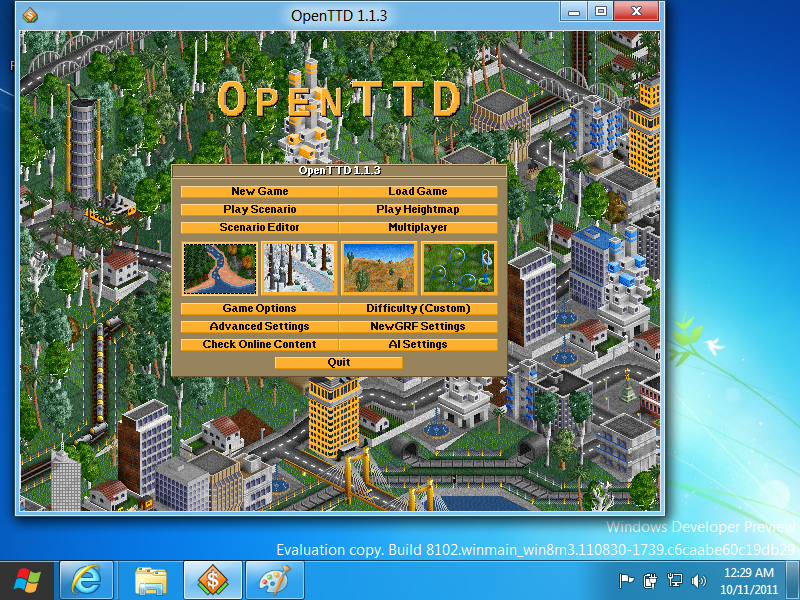 OpenTTD 1.1.3
OPENTTD
OpenTTD 1.1.3
New Game
Load Game
Play Scenario
Play Heightmap
Scenario Editor
Multiplayer
Game Options
Difficulty (Custom)
Advanced Settings
NewGRF Settings
Check Online Content
AI Settings
Quit
Windows Developer Preview
Evaluation copy. Build 8102.winmain_win8m3.110830-1739.c6caabe60c19db29
12:29 AM
10/11/2011